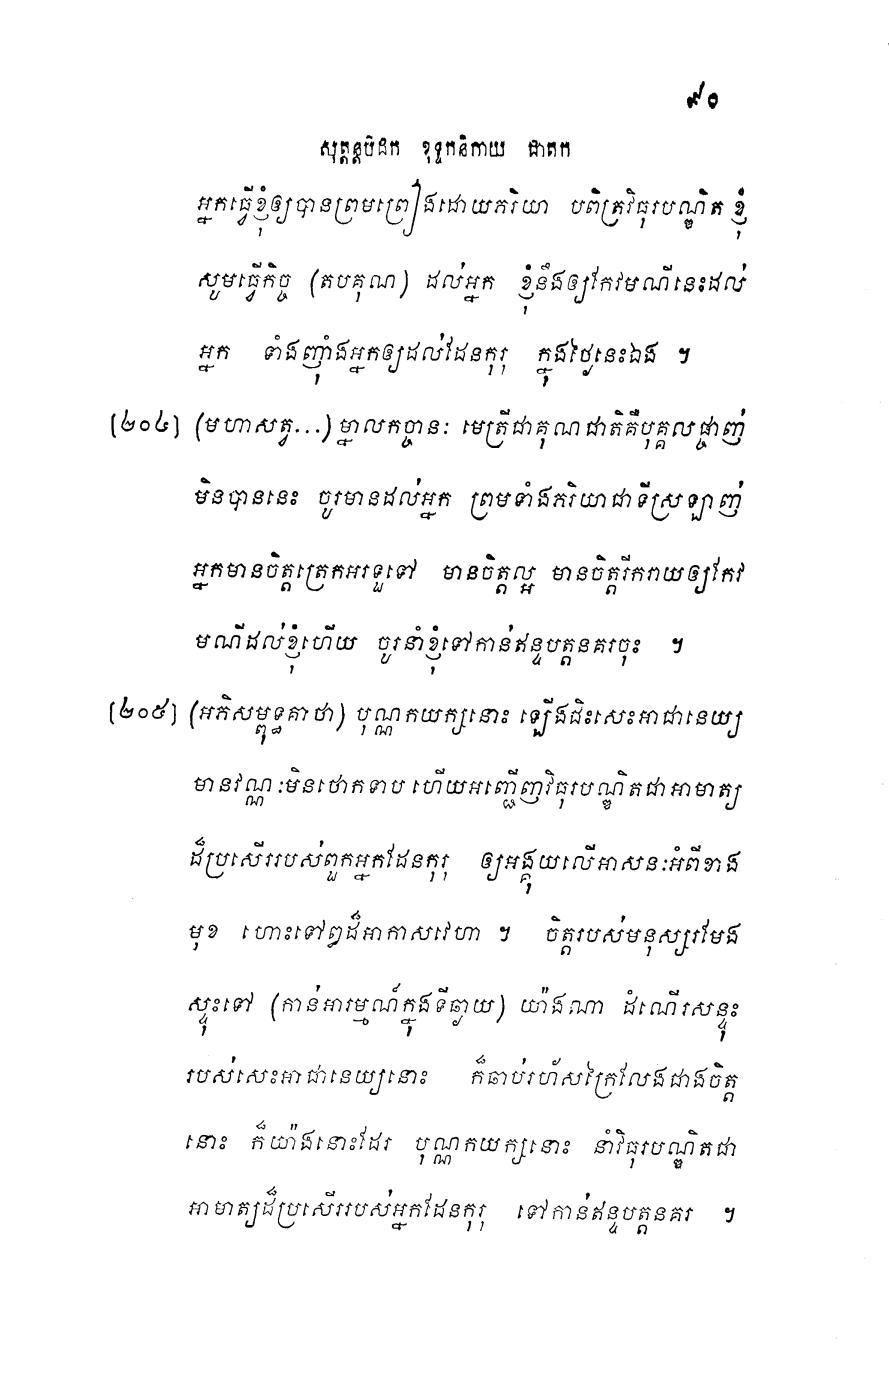 ៩០
សុត្តន្តបិដក ខុទ្ទកនិកាយ ជាតក
អ្នកធ្វើខ្ញុំឲ្យបានព្រមព្រៀងដោយភរិយា បពិត្រវិធុរបណ្ឌិត ខ្ញុំ
សូមធ្វើកិច្ច (តបគុណ) ដល់អ្នក ខ្ញុំនឹងឲ្យកែវមណីនេះដល់
អ្នក ទាំងញ៉ាំងអ្នកឲ្យដល់ដែនកុរុ ក្នុងថ្ងៃនេះឯង ។
[២០៤] (មហាសត្វ...) ម្នាលកច្ចានៈ មេត្រីជាគុណជាតិគឺបុគ្គលផ្ចាញ់
មិនបាននេះ ចូរមានដល់អ្នក ព្រមទាំងភរិយាជាទីស្រឡាញ់
អ្នកមានចិត្តត្រេកអរទួទៅ មានចិត្តល្អ មានចិត្តរីករាយឲ្យកែវ
មណីដល់ខ្ញុំហើយ ចូរនាំខ្ញុំទៅកាន់ឥន្ទបត្តនគរចុះ ។
[២០៥] (អភិសម្ពុទ្ធគាថា) បុណ្ណកយក្សនោះ ឡើងជិះសេះអាជានេយ្យ
មានវណ្ណៈមិនថោកទាប ហើយអញ្ជើញវិធុរបណ្ឌិតជាអាមាត្យ
ដ៏ប្រសើររបស់ពួកអ្នកដែនកុរុ ឲ្យអង្គុយលើអាសនៈអំពីខាង
មុខ ហោះទៅឰដ៏អាកាសវេហា ។ ចិត្តរបស់មនុស្សរមែង
ស្ទុះទៅ (កាន់អារម្មណ៍ក្នុងទីឆ្ងាយ) យ៉ាងណា ដំណើរសន្ទុះ
របស់សេះអាជានេយ្យនោះ ក៏ឆាប់រហ័សក្រៃលែងជាងចិត្ត
នោះ ក៏យ៉ាងនោះដែរ បុណ្ណកយក្សនោះ នាំវិធុរបណ្ឌិតជា
អាមាត្យដ៏ប្រសើររបស់អ្នកដែនកុរុ ទៅកាន់ឥន្ទបត្តនគរ ។